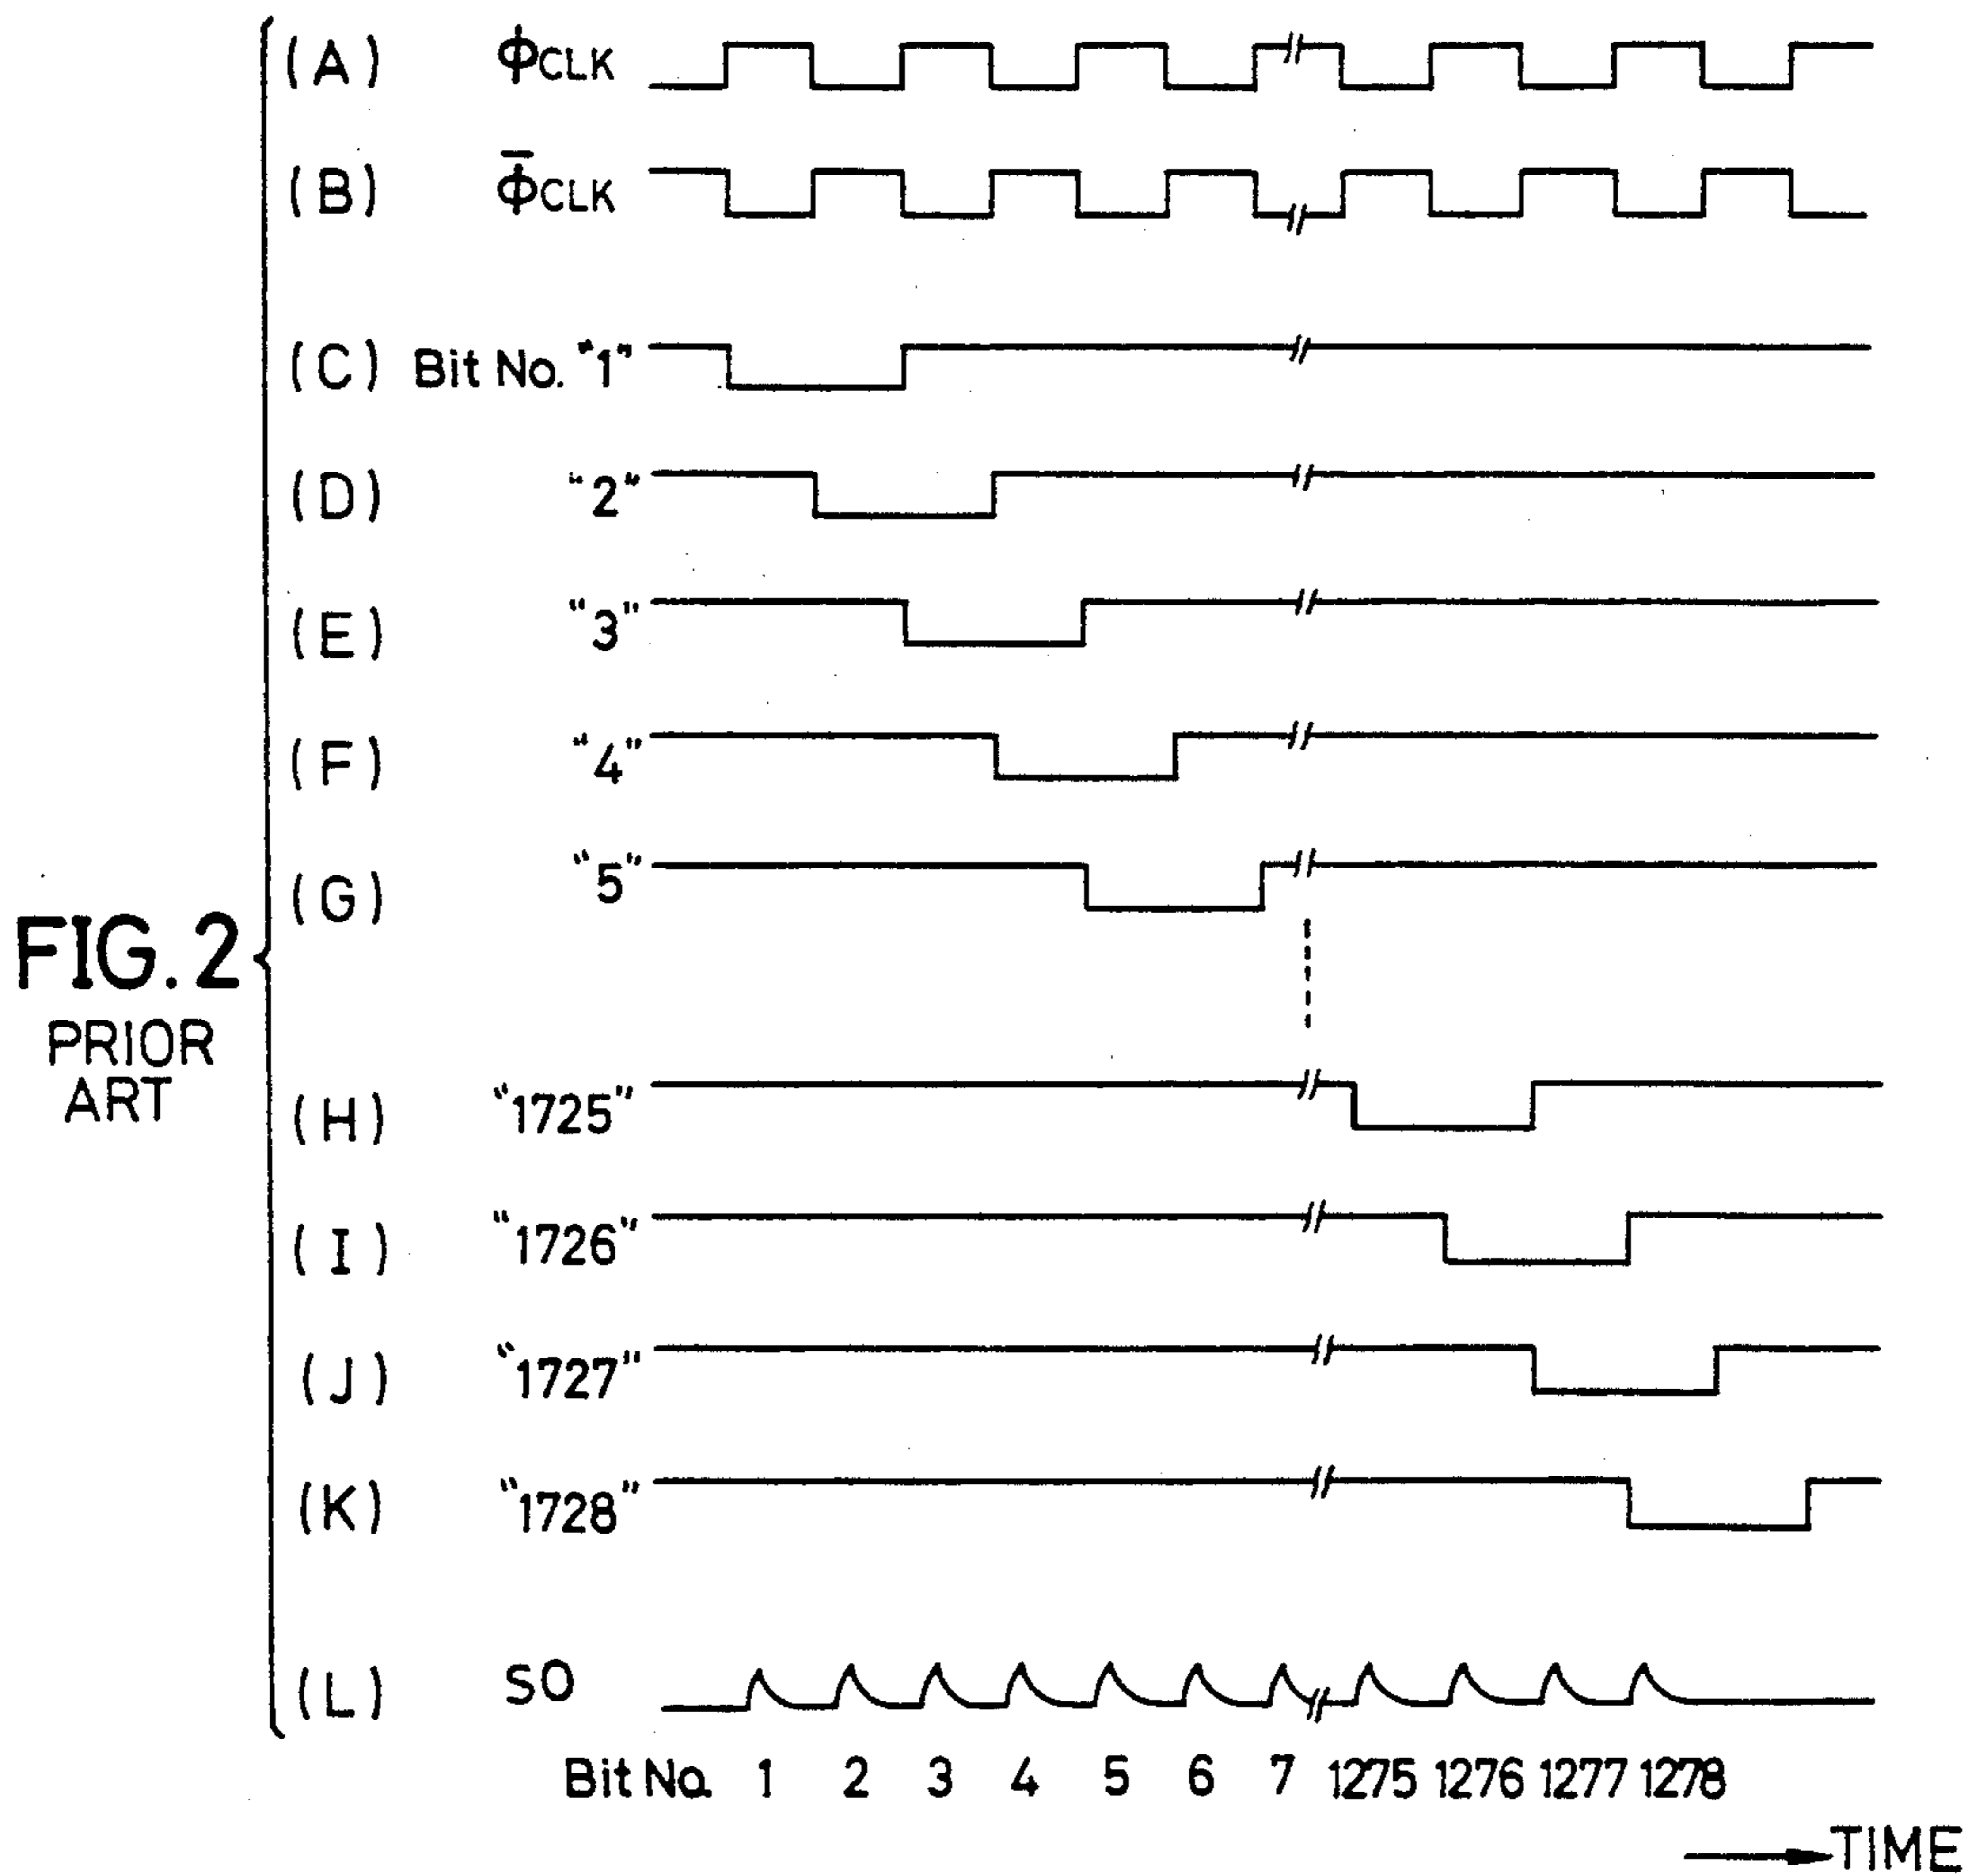 (A) ΦCLK
(B) Φ̅CLK
(C) Bit No. "1"
(D) "2"
(E) "3"
(F) "4"
(G) "5"
FIG. 2
PRIOR
ART
(H) "1725"
(I) "1726"
(J) "1727"
(K) "1728"
(L) SO
Bit No. 1 2 3 4 5 6 7 1275 1276 1277 1278
TIME